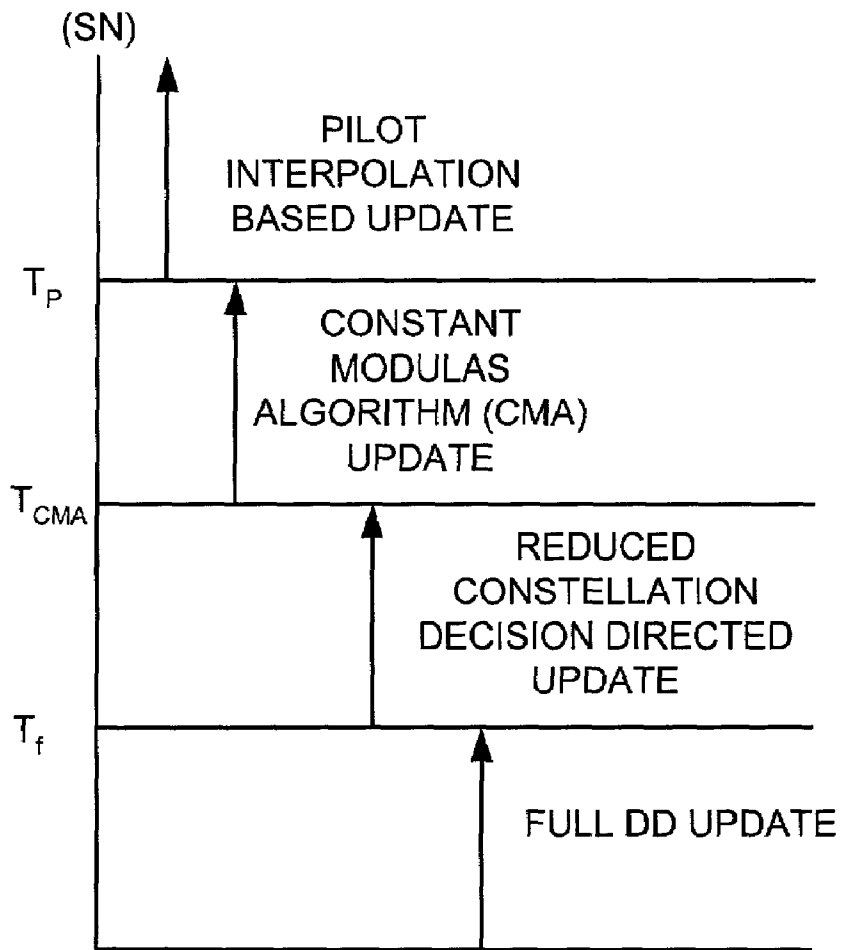 (SN)
PILOT
INTERPOLATION
BASED UPDATE
T_P
CONSTANT
MODULAS
ALGORITHM (CMA)
UPDATE
T_CMA
REDUCED
CONSTELLATION
DECISION DIRECTED
UPDATE
T_f
FULL DD UPDATE